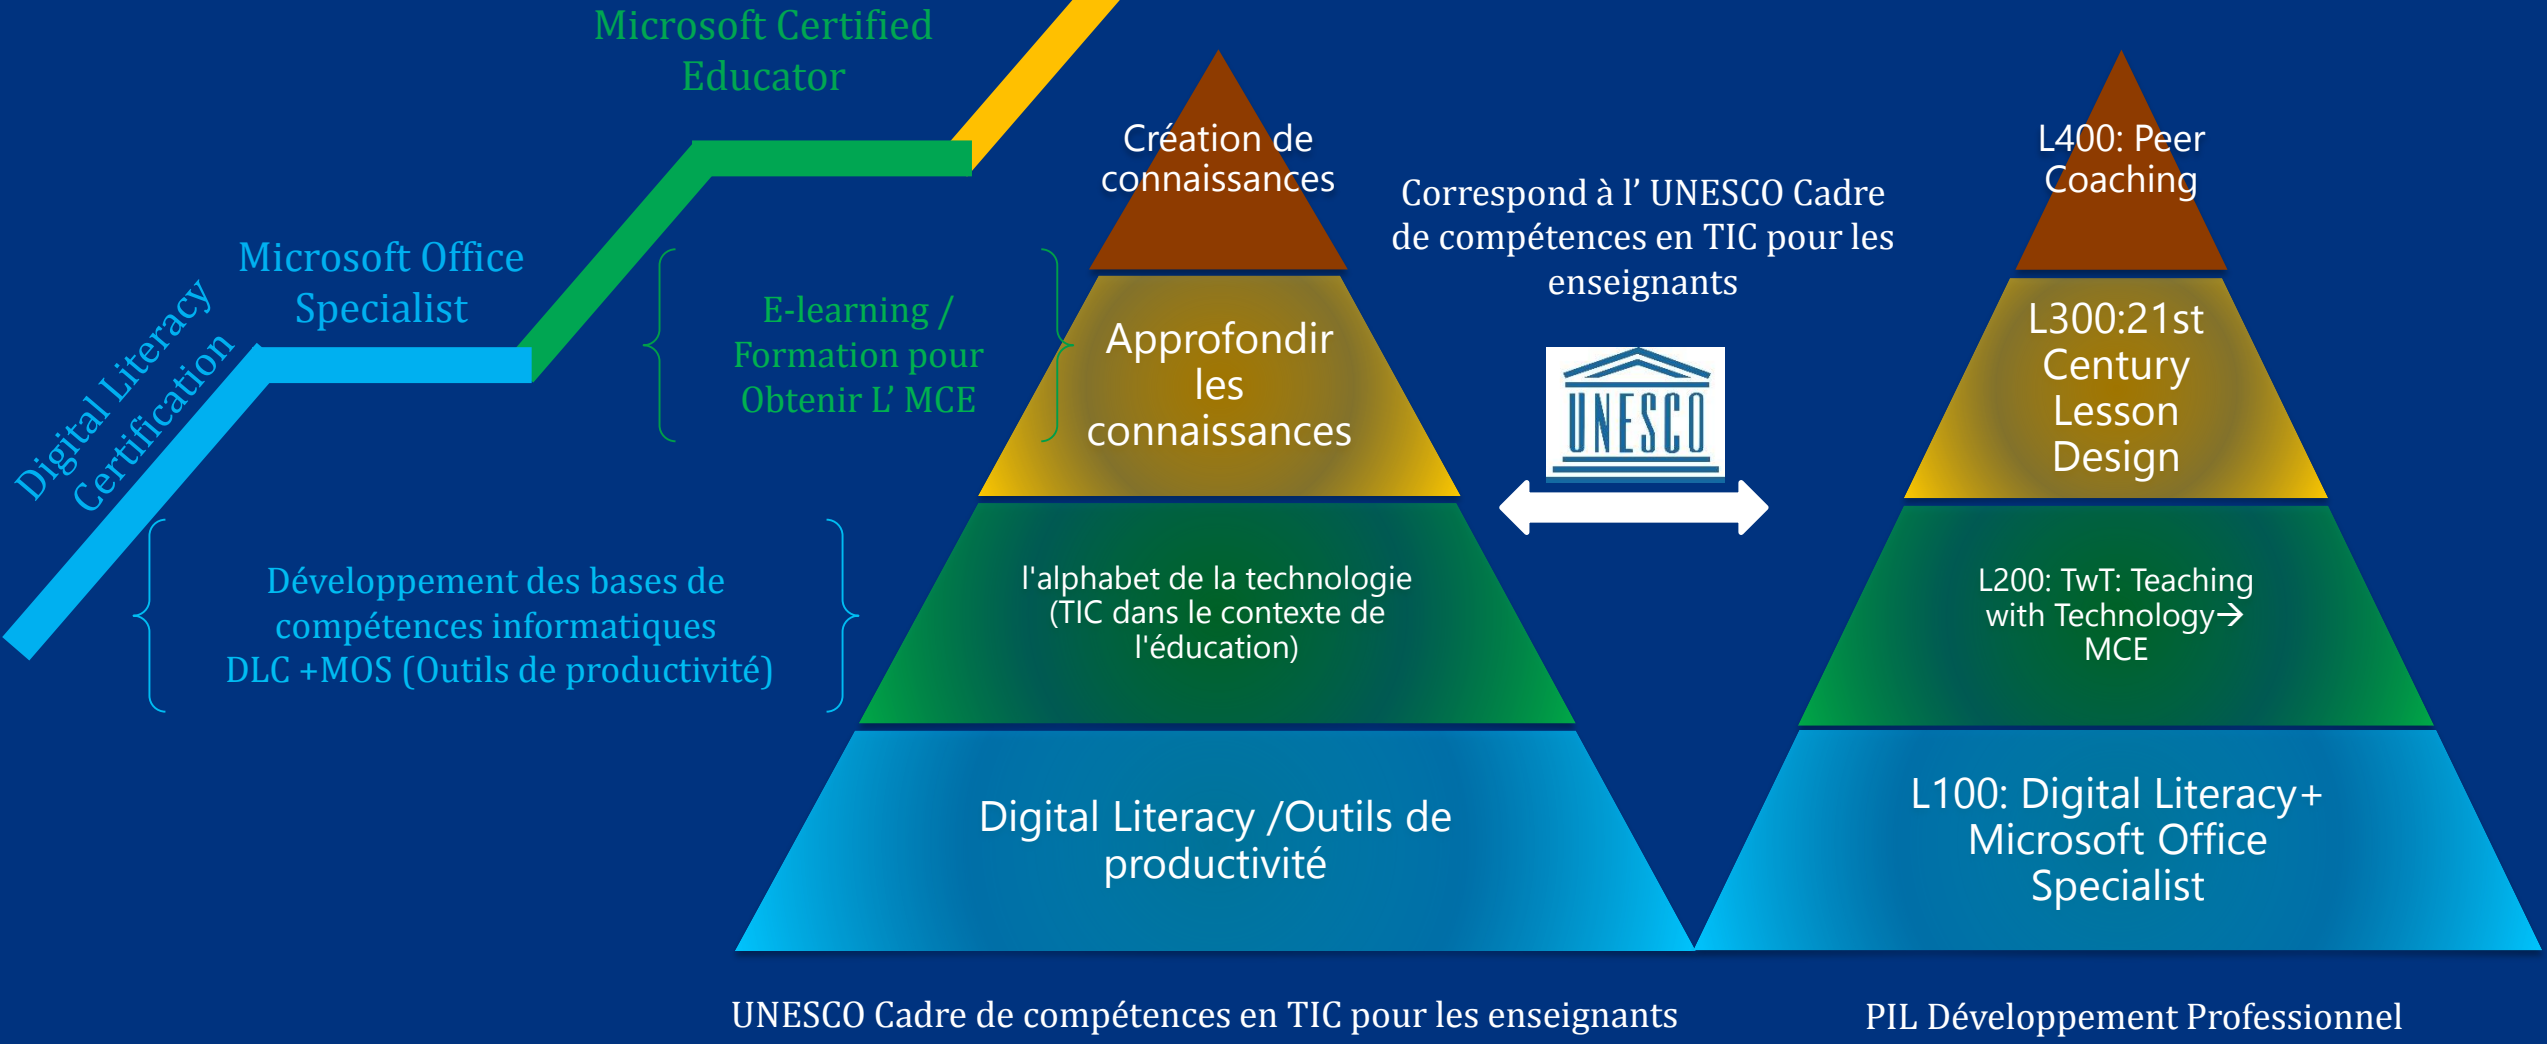 Microsoft Certified
Educator
Microsoft Office
Specialist
Digital Literacy
Certification
E-learning /
Formation pour
Obtenir L’ MCE
Développement des bases de
compétences informatiques
DLC +MOS (Outils de productivité)
Création de
connaissances
Approfondir
les
connaissances
l'alphabet de la technologie
(TIC dans le contexte de
l'éducation)
Digital Literacy /Outils de
productivité
UNESCO Cadre de compétences en TIC pour les enseignants
Correspond à l’ UNESCO Cadre
de compétences en TIC pour les
enseignants
UNESCO
L400: Peer
Coaching
L300:21st
Century
Lesson
Design
L200: TwT: Teaching
with Technology→
MCE
L100: Digital Literacy+
Microsoft Office
Specialist
PIL Développement Professionnel